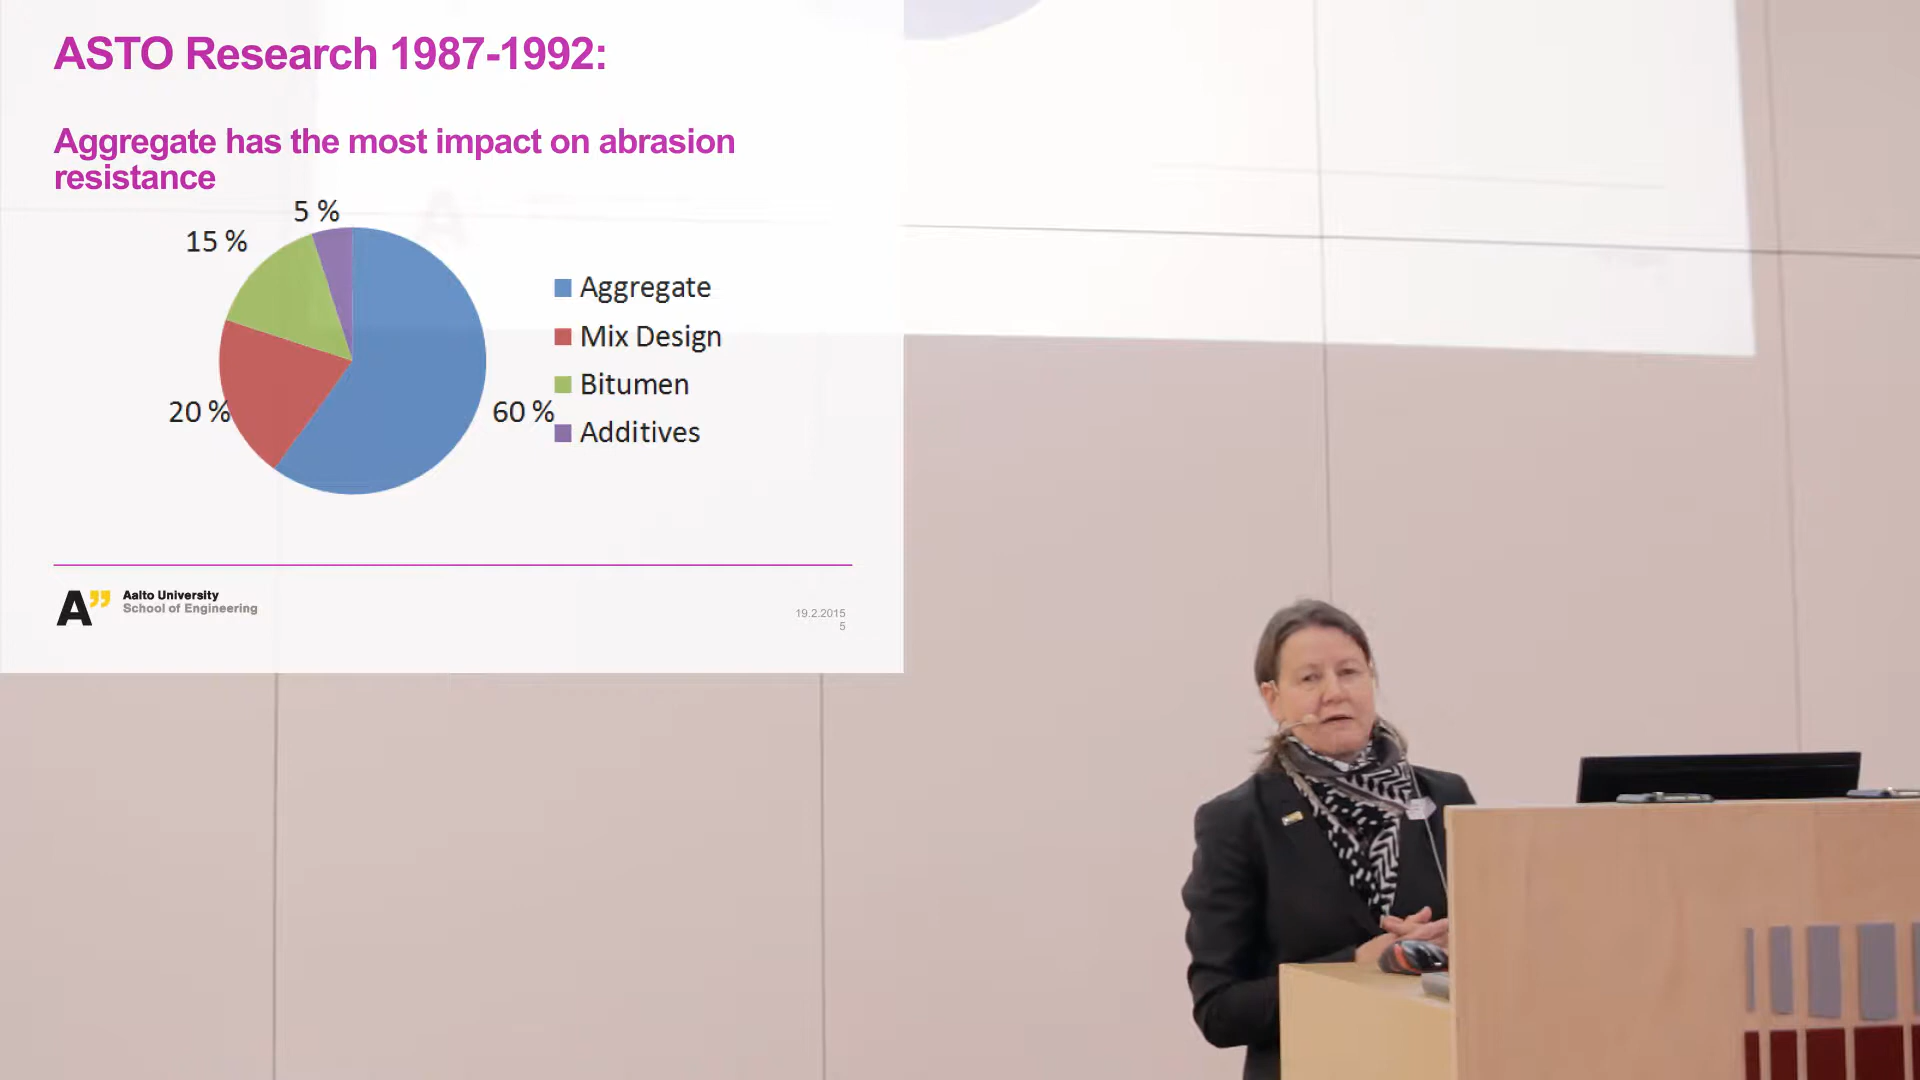 ASTO Research 1987-1992:
Aggregate has the most impact on abrasion
resistance
5 %
15 %
20 %
60 %
Aggregate
Mix Design
Bitumen
Additives
Aalto University
School of Engineering
19.2.2015
5